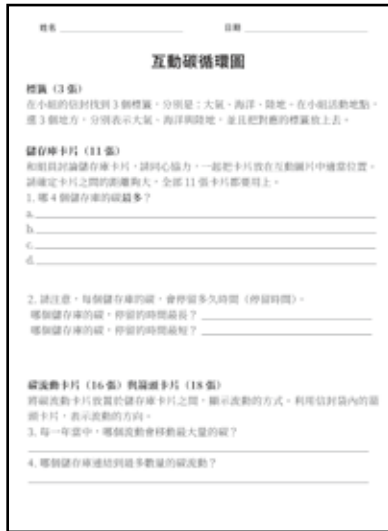 姓名 日期
互動碳循環圖
標籤（3 張）
在小組的信封找到 3 個標籤，分別是：大氣、海洋、陸地。在小組活動地點，
選 3 個地方，分別表示大氣、海洋與陸地，並且把對應的標籤放上去。
儲存庫卡片（11 張）
和組員討論儲存庫卡片，請同心協力，一起把卡片放在互動圖片中適當位置。
請確定卡片之間的距離夠大。全部 11 張卡片都要用上。
1. 哪 4 個儲存庫的碳最多？
a.
b.
c.
d.
2. 請注意，每個儲存庫的碳，會停留多久時間（停留時間）。
哪個儲存庫的碳，停留的時間最長？
哪個儲存庫的碳，停留的時間最短？
碳流動卡片（16 張）與箭頭卡片（18 張）
將碳流動卡片放置於儲存庫卡片之間，顯示流動的方式。利用信封袋內的箭
頭卡片，表示流動的方向。
3. 每一年當中，哪個流動會移動最大量的碳？
4. 哪個儲存庫連結到最多數量的碳流動？